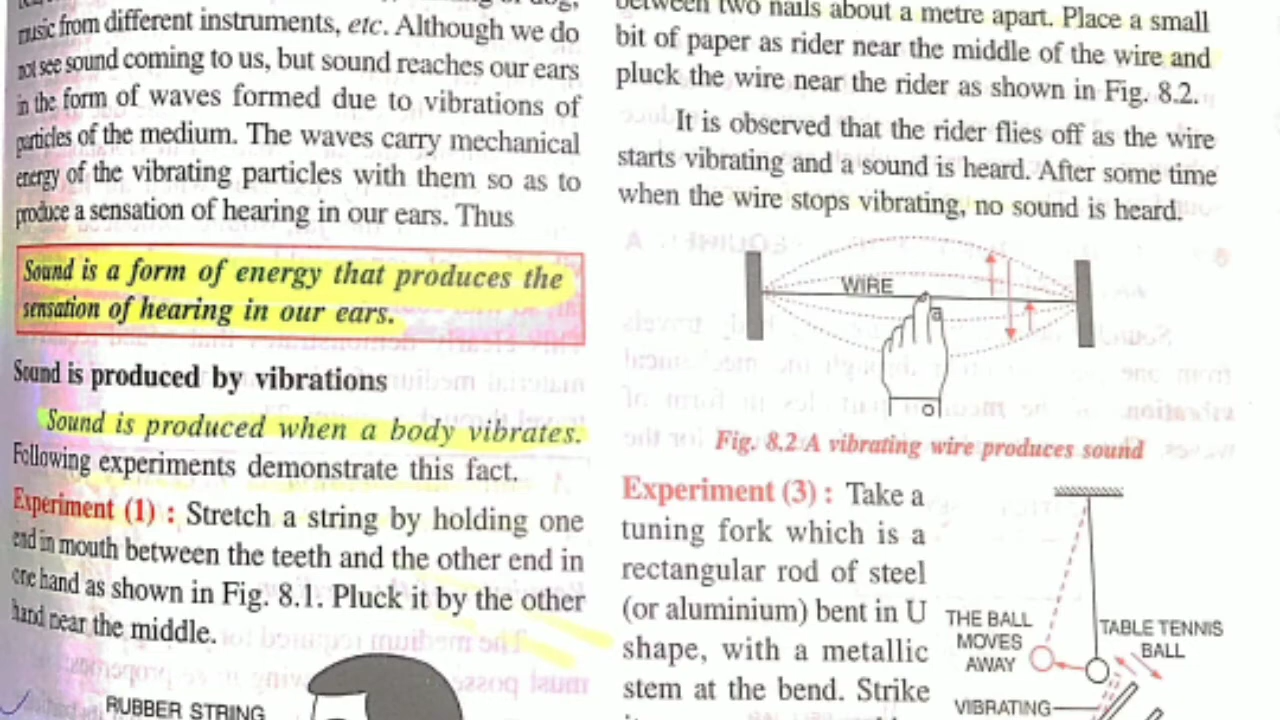 music from different instruments, etc. Although we do
not see sound coming to us, but sound reaches our ears
in the form of waves formed due to vibrations of
particles of the medium. The waves carry mechanical
energy of the vibrating particles with them so as to
produce a sensation of hearing in our ears. Thus
Sound is a form of energy that produces the
sensation of hearing in our ears.
Sound is produced by vibrations
Sound is produced when a body vibrates.
Following experiments demonstrate this fact.
Experiment (1) : Stretch a string by holding one
end in mouth between the teeth and the other end in
one hand as shown in Fig. 8.1. Pluck it by the other
hand near the middle.
RUBBER STRING
between two nails about a metre apart. Place a small
bit of paper as rider near the middle of the wire and
pluck the wire near the rider as shown in Fig. 8.2.
It is observed that the rider flies off as the wire
starts vibrating and a sound is heard. After some time
when the wire stops vibrating, no sound is heard.
WIRE
Fig. 8.2 A vibrating wire produces sound
Experiment (3) : Take a
tuning fork which is a
rectangular rod of steel
(or aluminium) bent in U
shape, with a metallic
stem at the bend. Strike
THE BALL
MOVES
AWAY
TABLE TENNIS
BALL
VIBRATING